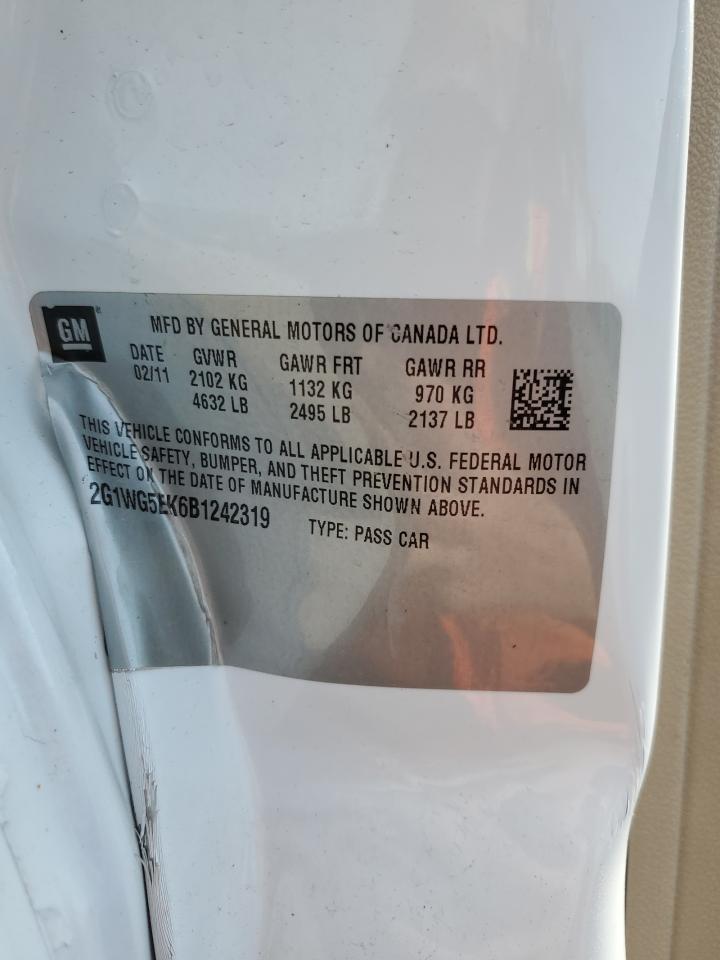 GM
MFD BY GENERAL MOTORS OF CANADA LTD.
DATE GVWR GAWR FRT GAWR RR
02/11 2102 KG 1132 KG 970 KG
4632 LB 2495 LB 2137 LB
THIS VEHICLE CONFORMS TO ALL APPLICABLE U.S. FEDERAL MOTOR
VEHICLE SAFETY, BUMPER, AND THEFT PREVENTION STANDARDS IN
EFFECT ON THE DATE OF MANUFACTURE SHOWN ABOVE.
2G1WG5EK6B1242319 TYPE: PASS CAR